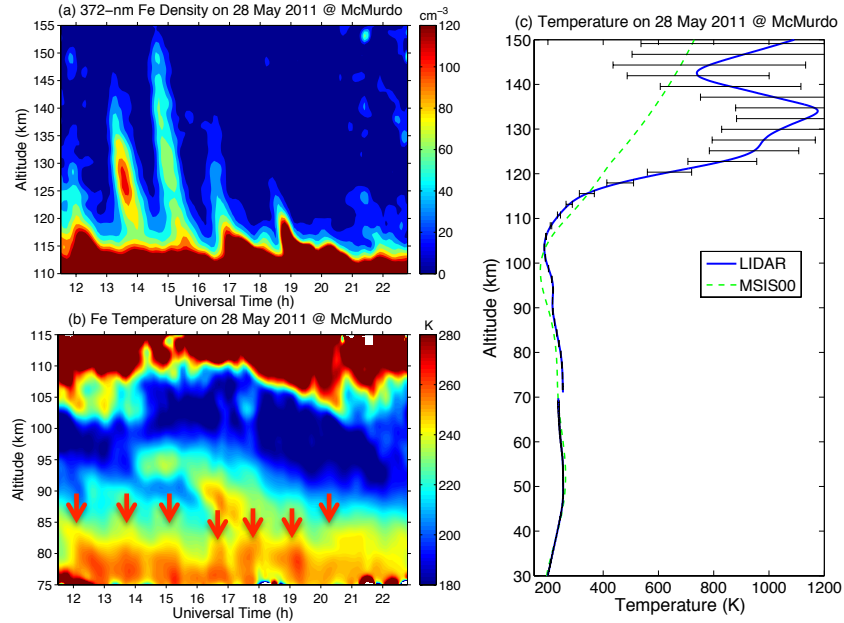 (a) 372−nm Fe Density on 28 May 2011 @ McMurdo
cm−3
155
150
145
140
135
130
125
120
115
110
Altitude (km)
12 13 14 15 16 17 18 19 20 21 22
Universal Time (h)
120
100
80
60
40
20
0
(b) Fe Temperature on 28 May 2011 @ McMurdo
K
115
110
105
100
95
90
85
80
75
Altitude (km)
12 13 14 15 16 17 18 19 20 21 22
Universal Time (h)
280
260
240
220
200
180
(c) Temperature on 28 May 2011 @ McMurdo
150
140
130
120
110
100
90
80
70
60
50
40
30
Altitude (km)
LIDAR
MSIS00
200 400 600 800 1000 1200
Temperature (K)